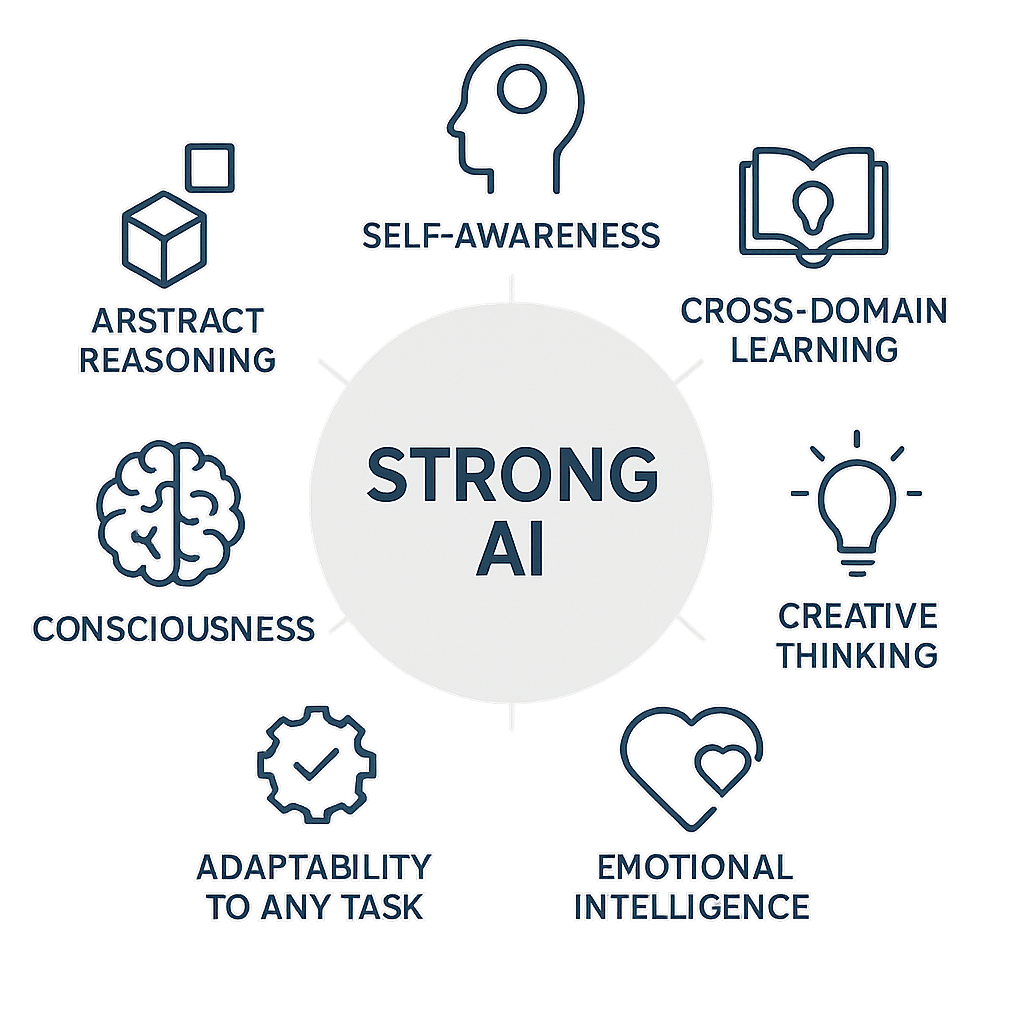 SELF-AWARENESS
ARSTRACT
REASONING
CROSS-DOMAIN
LEARNING
STRONG
AI
CONSCIOUSNESS
CREATIVE
THINKING
ADAPTABILITY
TO ANY TASK
EMOTIONAL
INTELLIGENCE